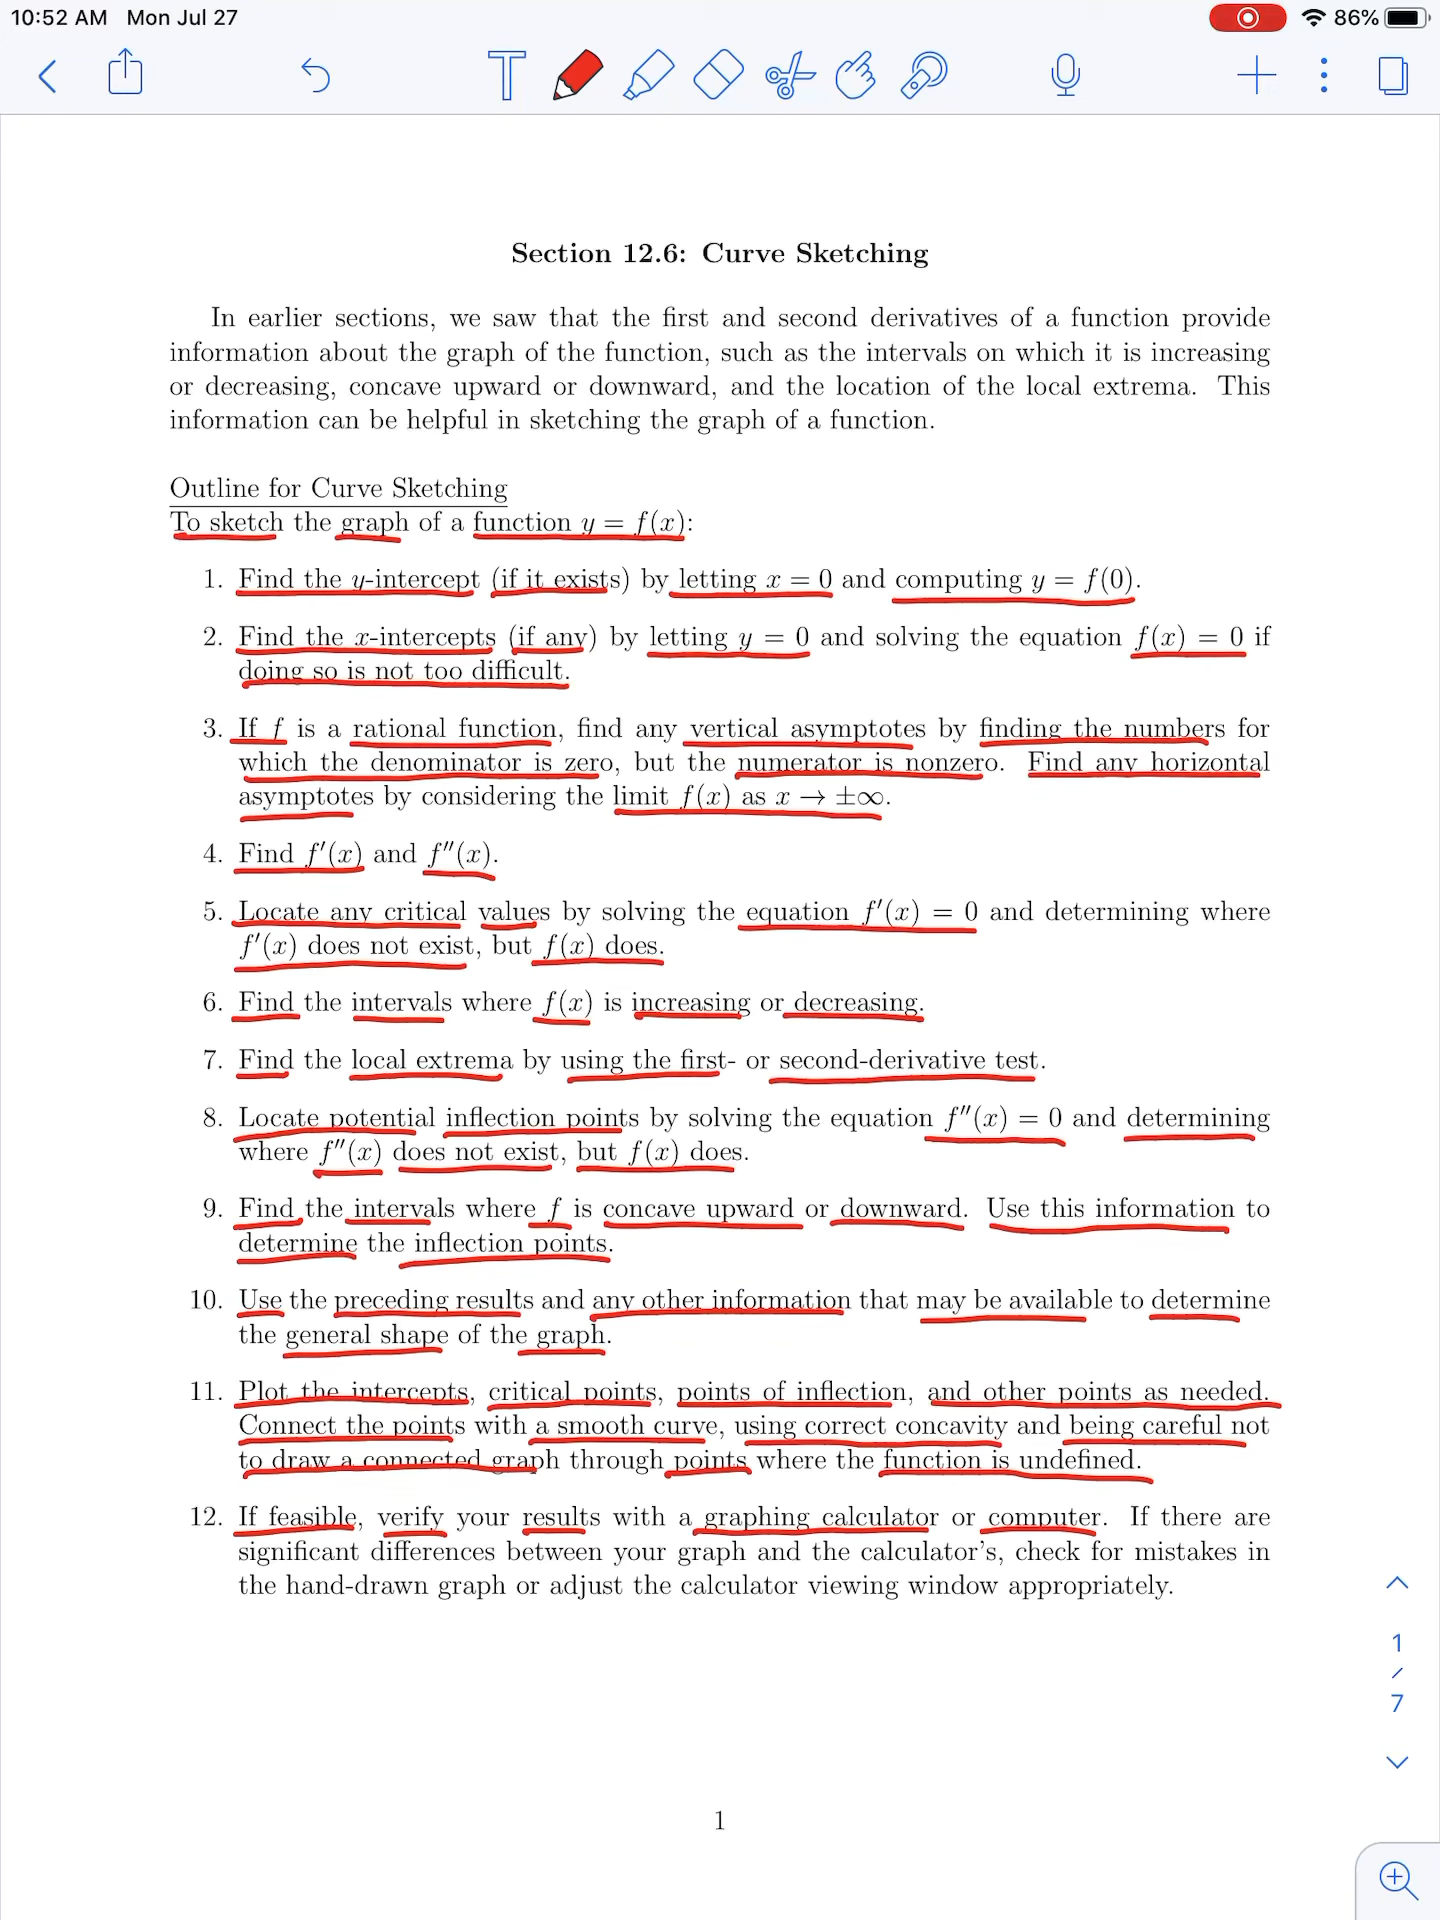 10:52 AM Mon Jul 27
86%
Section 12.6: Curve Sketching
In earlier sections, we saw that the first and second derivatives of a function provide
information about the graph of the function, such as the intervals on which it is increasing
or decreasing, concave upward or downward, and the location of the local extrema. This
information can be helpful in sketching the graph of a function.
Outline for Curve Sketching
To sketch the graph of a function y = f(x):
1. Find the y-intercept (if it exists) by letting x = 0 and computing y = f(0).
2. Find the x-intercepts (if any) by letting y = 0 and solving the equation f(x) = 0 if
doing so is not too difficult.
3. If f is a rational function, find any vertical asymptotes by finding the numbers for
which the denominator is zero, but the numerator is nonzero. Find any horizontal
asymptotes by considering the limit f(x) as x → ±∞.
4. Find f′(x) and f″(x).
5. Locate any critical values by solving the equation f′(x) = 0 and determining where
f′(x) does not exist, but f(x) does.
6. Find the intervals where f(x) is increasing or decreasing.
7. Find the local extrema by using the first- or second-derivative test.
8. Locate potential inflection points by solving the equation f″(x) = 0 and determining
where f″(x) does not exist, but f(x) does.
9. Find the intervals where f is concave upward or downward. Use this information to
determine the inflection points.
10. Use the preceding results and any other information that may be available to determine
the general shape of the graph.
11. Plot the intercepts, critical points, points of inflection, and other points as needed.
Connect the points with a smooth curve, using correct concavity and being careful not
to draw a connected graph through points where the function is undefined.
12. If feasible, verify your results with a graphing calculator or computer. If there are
significant differences between your graph and the calculator's, check for mistakes in
the hand-drawn graph or adjust the calculator viewing window appropriately.
1
/
7
1